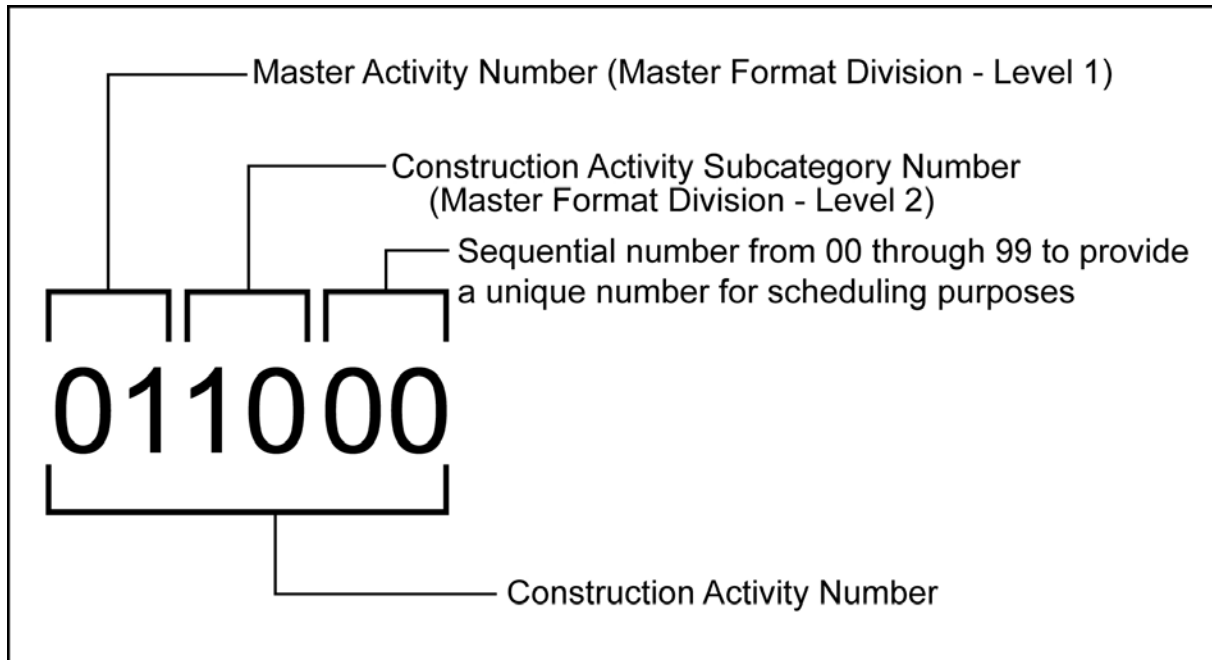 Master Activity Number (Master Format Division - Level 1)
Construction Activity Subcategory Number
(Master Format Division - Level 2)
Sequential number from 00 through 99 to provide
a unique number for scheduling purposes
011000
Construction Activity Number